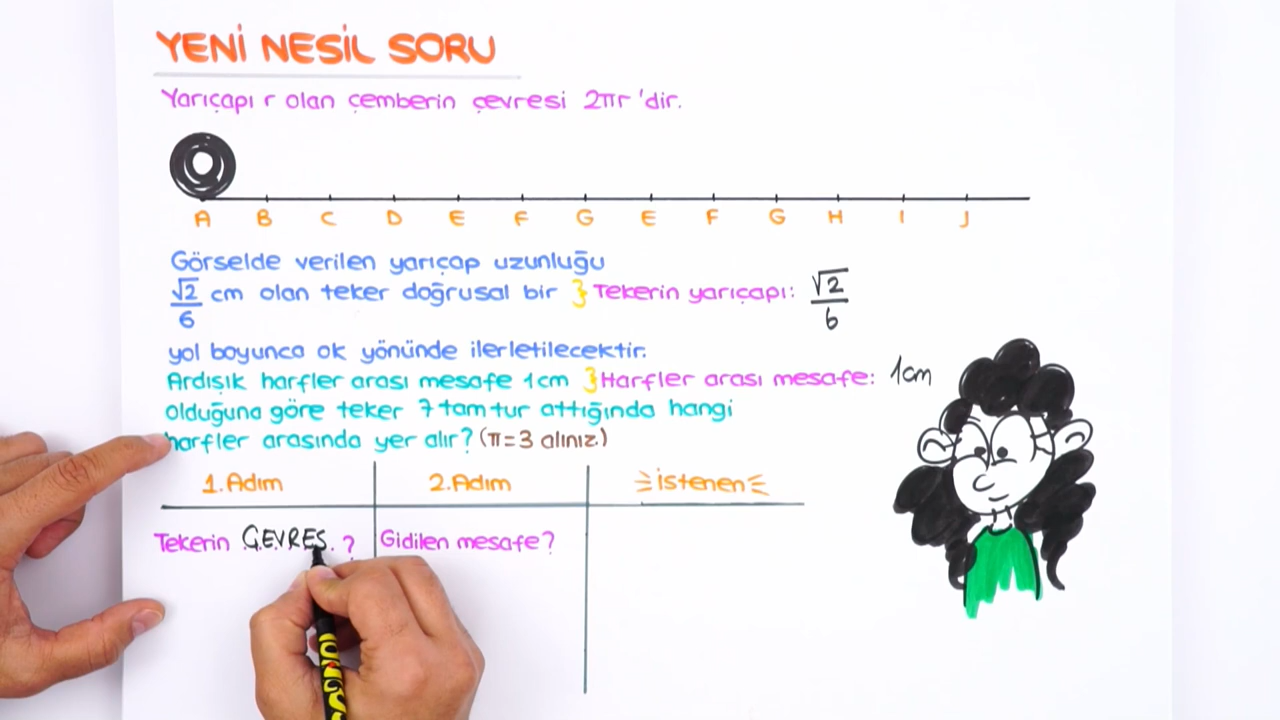 YENİ NESİL SORU
Yarıçapı r olan çemberin çevresi 2πr 'dir.
A B C D E F G E F G H I J
Görselde verilen yarıçap uzunluğu
√2/6 cm olan teker doğrusal bir } Tekerin yarıçapı: √2/6
yol boyunca ok yönünde ilerletilecektir.
Ardışık harfler arası mesafe 1 cm } Harfler arası mesafe: 1cm
olduğuna göre teker 7 tam tur attığında hangi
harfler arasında yer alır? (π=3 alınız.)
1.Adım 2.Adım İstenen
Tekerin ÇEVRES. ? Gidilen mesafe?